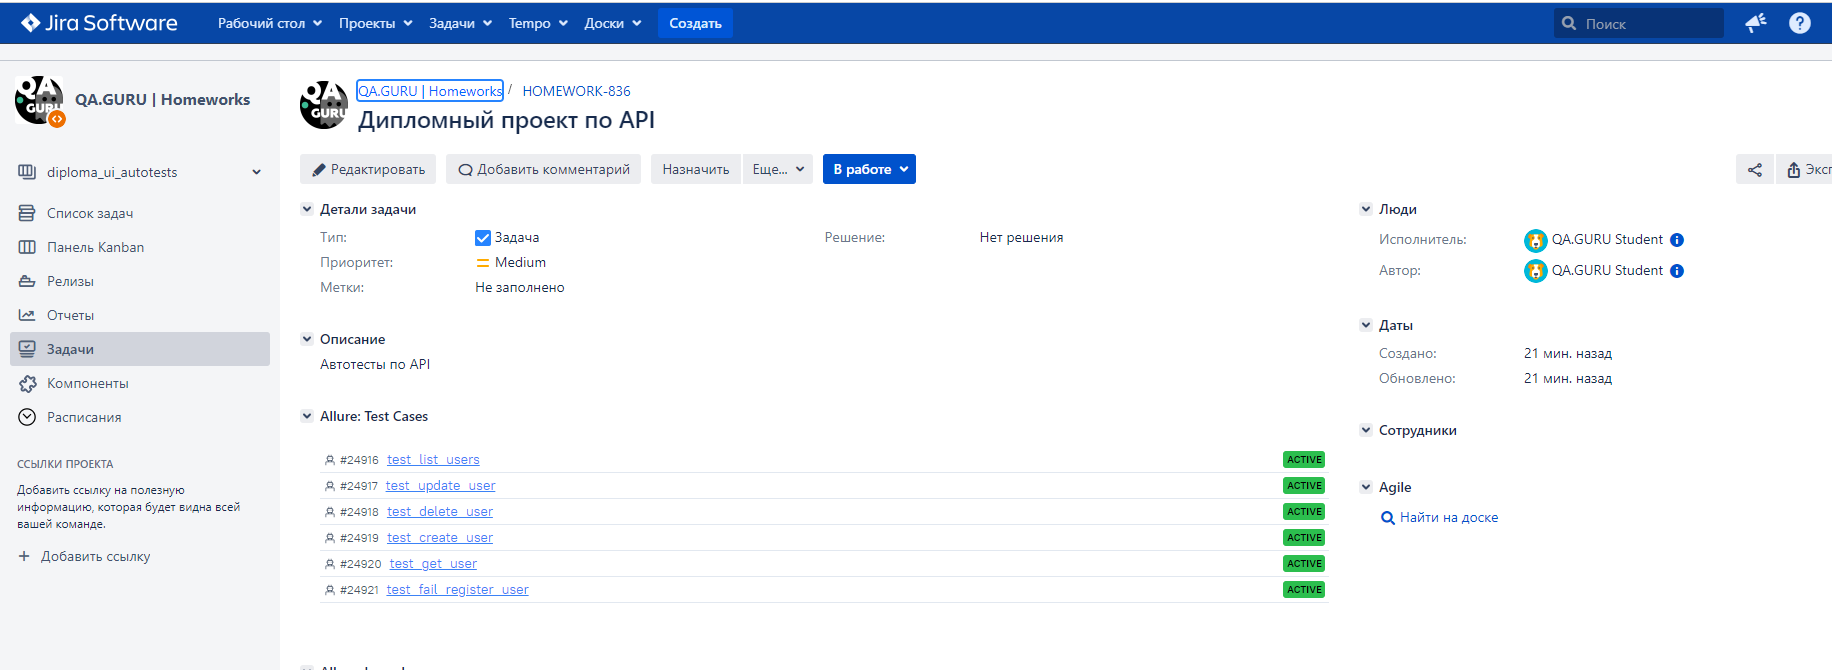 Jira Software
Рабочий стол
Проекты
Задачи
Tempo
Доски
Создать
Поиск
QA.GURU | Homeworks
diploma_ui_autotests
Список задач
Панель Kanban
Релизы
Отчеты
Задачи
Компоненты
Расписания
ССЫЛКИ ПРОЕКТА
Добавить ссылку на полезную
информацию, которая будет видна всей
вашей команде.
+ Добавить ссылку
QA.GURU | Homeworks / HOMEWORK-836
Дипломный проект по API
Редактировать
Добавить комментарий
Назначить
Еще...
В работе
Детали задачи
Тип: Задача
Решение: Нет решения
Приоритет: Medium
Метки: Не заполнено
Описание
Автотесты по API
Allure: Test Cases
#24916 test_list_users ACTIVE
#24917 test_update_user ACTIVE
#24918 test_delete_user ACTIVE
#24919 test_create_user ACTIVE
#24920 test_get_user ACTIVE
#24921 test_fail_register_user ACTIVE
Люди
Исполнитель: QA.GURU Student
Автор: QA.GURU Student
Даты
Создано: 21 мин. назад
Обновлено: 21 мин. назад
Сотрудники
Agile
Найти на доске